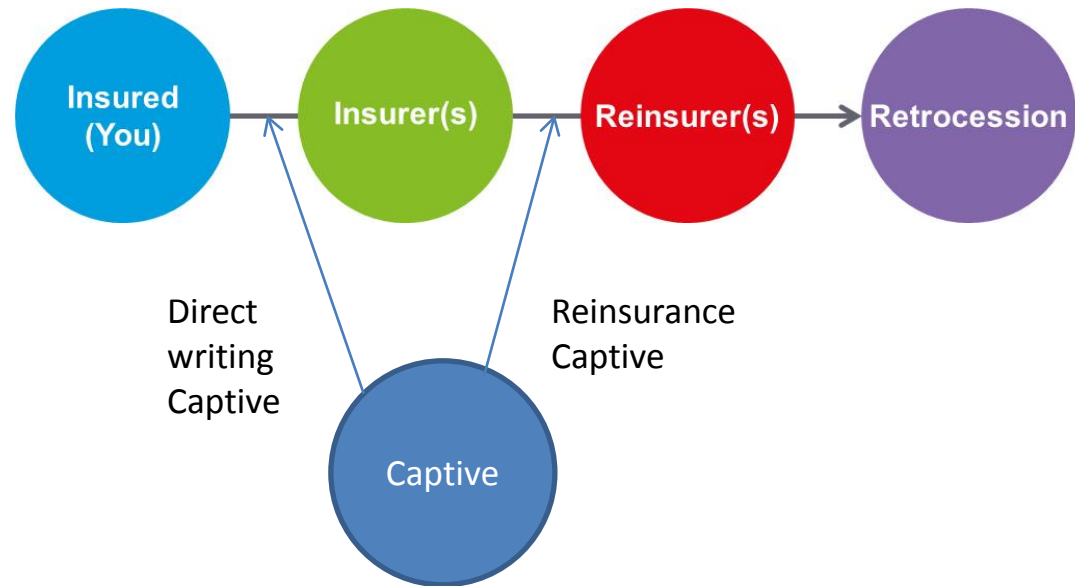 Insured
(You)
Insurer(s)
Reinsurer(s)
Retrocession
Direct
writing
Captive
Reinsurance
Captive
Captive